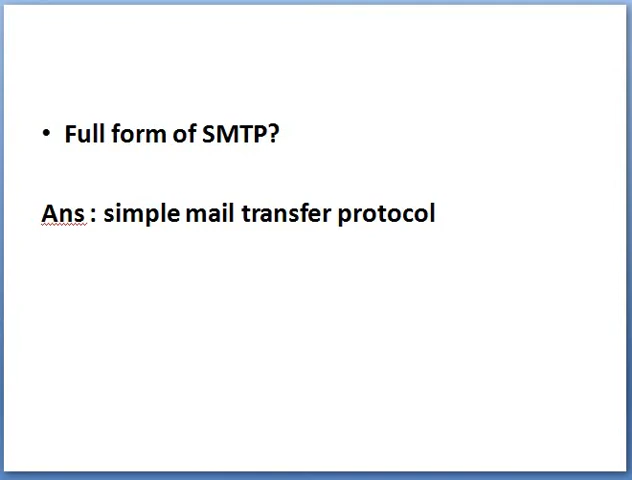 • Full form of SMTP?
Ans : simple mail transfer protocol